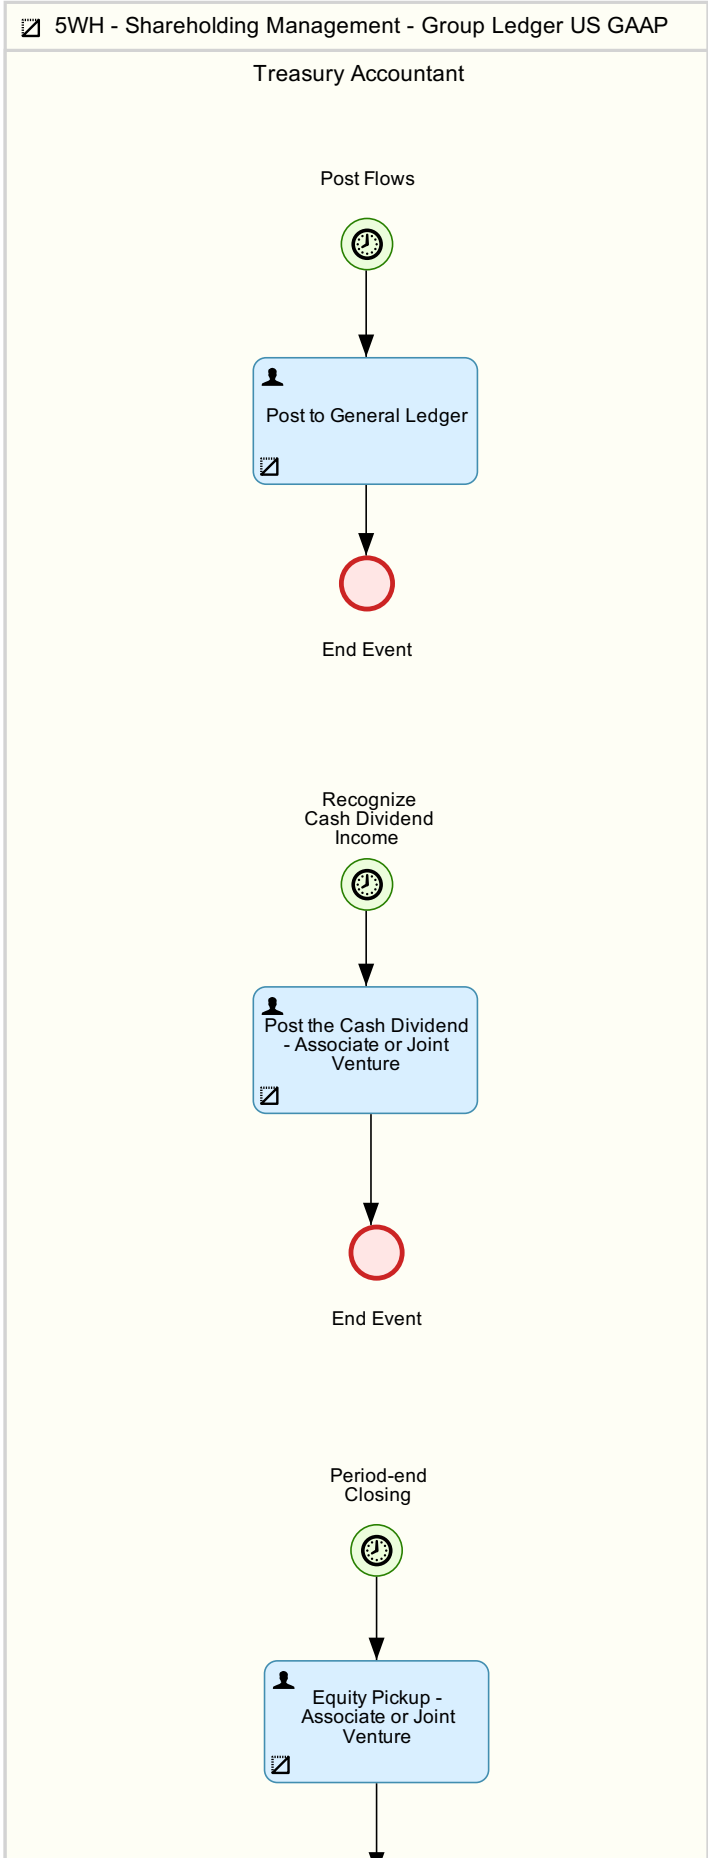 5WH - Shareholding Management - Group Ledger US GAAP
Treasury Accountant
Post Flows
Post to General Ledger
End Event
Recognize
Cash Dividend
Income
Post the Cash Dividend
- Associate or Joint
Venture
End Event
Period-end
Closing
Equity Pickup -
Associate or Joint
Venture